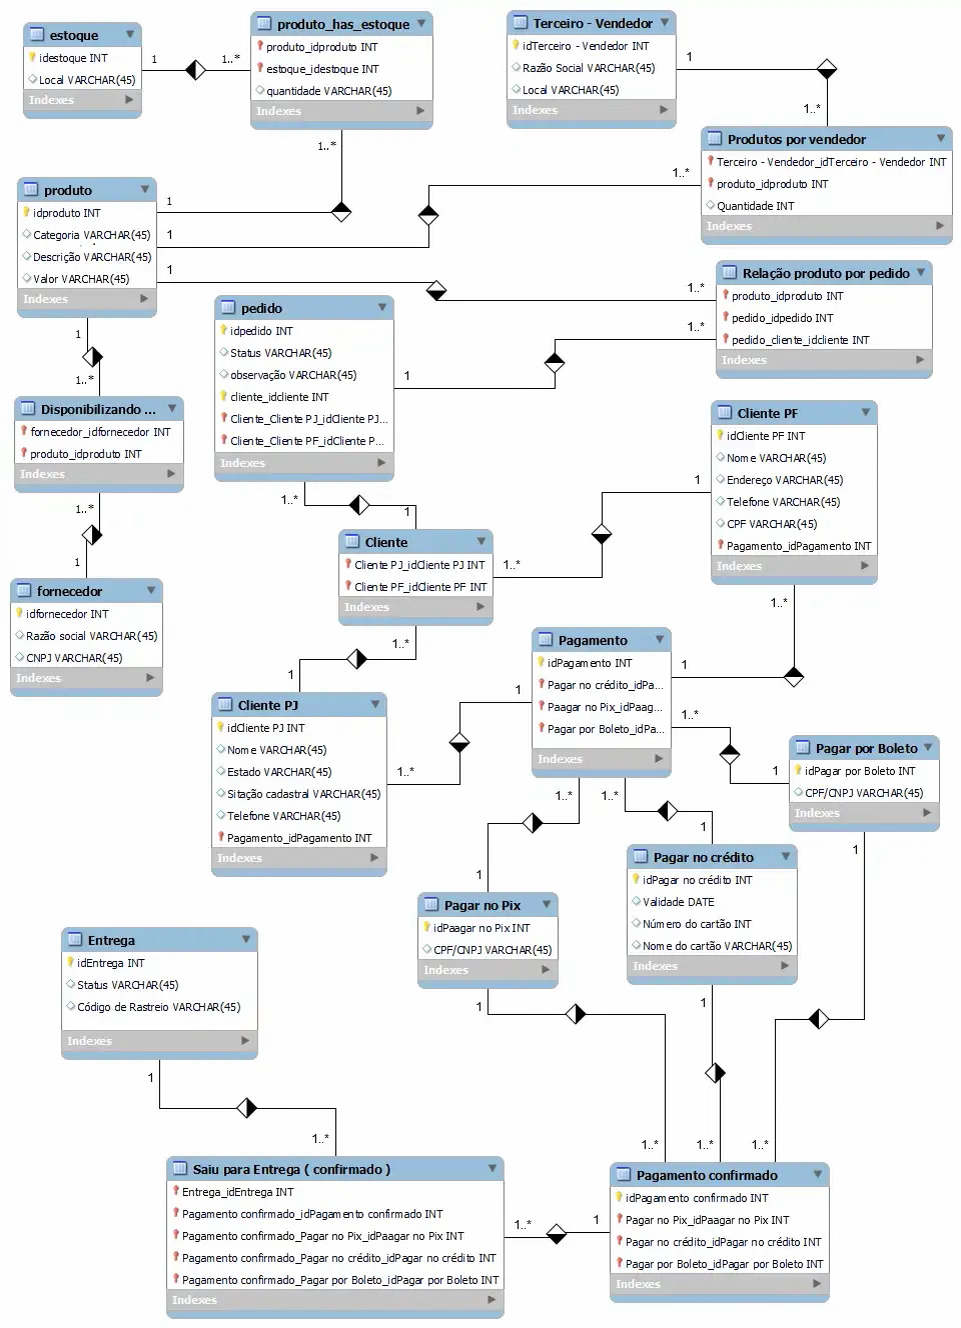 estoque
idestoque INT
Local VARCHAR(45)
Indexes
1
1..*
produto_has_estoque
produto_idproduto INT
estoque_idestoque INT
quantidade VARCHAR(45)
Indexes
1..*
Terceiro - Vendedor
idTerceiro - Vendedor INT
Razão Social VARCHAR(45)
Local VARCHAR(45)
Indexes
1
1..*
Produtos por vendedor
Terceiro - Vendedor_idTerceiro - Vendedor INT
produto_idproduto INT
Quantidade INT
Indexes
1..*
produto
idproduto INT
Categoria VARCHAR(45)
Descrição VARCHAR(45)
Valor VARCHAR(45)
Indexes
1
1
1
1
1..*
Relação produto por pedido
produto_idproduto INT
pedido_idpedido INT
pedido_cliente_idcliente INT
Indexes
1..*
1..*
pedido
idpedido INT
Status VARCHAR(45)
observação VARCHAR(45)
cliente_idcliente INT
Cliente_Cliente PJ_idCliente PJ...
Cliente_Cliente PF_idCliente P...
Indexes
1
1..*
1
Disponibilizando ...
fornecedor_idfornecedor INT
produto_idproduto INT
Indexes
1..*
1
fornecedor
idfornecedor INT
Razão social VARCHAR(45)
CNPJ VARCHAR(45)
Indexes
Cliente PF
idCliente PF INT
Nome VARCHAR(45)
Endereço VARCHAR(45)
Telefone VARCHAR(45)
CPF VARCHAR(45)
Pagamento_idPagamento INT
Indexes
1
1..*
Cliente
Cliente PJ_idCliente PJ INT
Cliente PF_idCliente PF INT
Indexes
1..*
1..*
1
Cliente PJ
idCliente PJ INT
Nome VARCHAR(45)
Estado VARCHAR(45)
Sitação cadastral VARCHAR(45)
Telefone VARCHAR(45)
Pagamento_idPagamento INT
Indexes
1..*
1
Pagamento
idPagamento INT
Pagar no crédito_idPa...
Paagar no Pix_idPaag...
Pagar por Boleto_idPa...
Indexes
1
1..*
1..*
1..*
1
Pagar por Boleto
idPagar por Boleto INT
CPF/CNPJ VARCHAR(45)
Indexes
1
1
Pagar no crédito
idPagar no crédito INT
Validade DATE
Número do cartão INT
Nome do cartão VARCHAR(45)
Indexes
1
1
Pagar no Pix
idPaagar no Pix INT
CPF/CNPJ VARCHAR(45)
Indexes
1
Entrega
idEntrega INT
Status VARCHAR(45)
Código de Rastreio VARCHAR(45)
Indexes
1
1..*
1..*
1..*
1..*
Saiu para Entrega ( confirmado )
Entrega_idEntrega INT
Pagamento confirmado_idPagamento confirmado INT
Pagamento confirmado_Pagar no Pix_idPaagar no Pix INT
Pagamento confirmado_Pagar no crédito_idPagar no crédito INT
Pagamento confirmado_Pagar por Boleto_idPagar por Boleto INT
Indexes
1..*
1
Pagamento confirmado
idPagamento confirmado INT
Pagar no Pix_idPaagar no Pix INT
Pagar no crédito_idPagar no crédito INT
Pagar por Boleto_idPagar por Boleto INT
Indexes